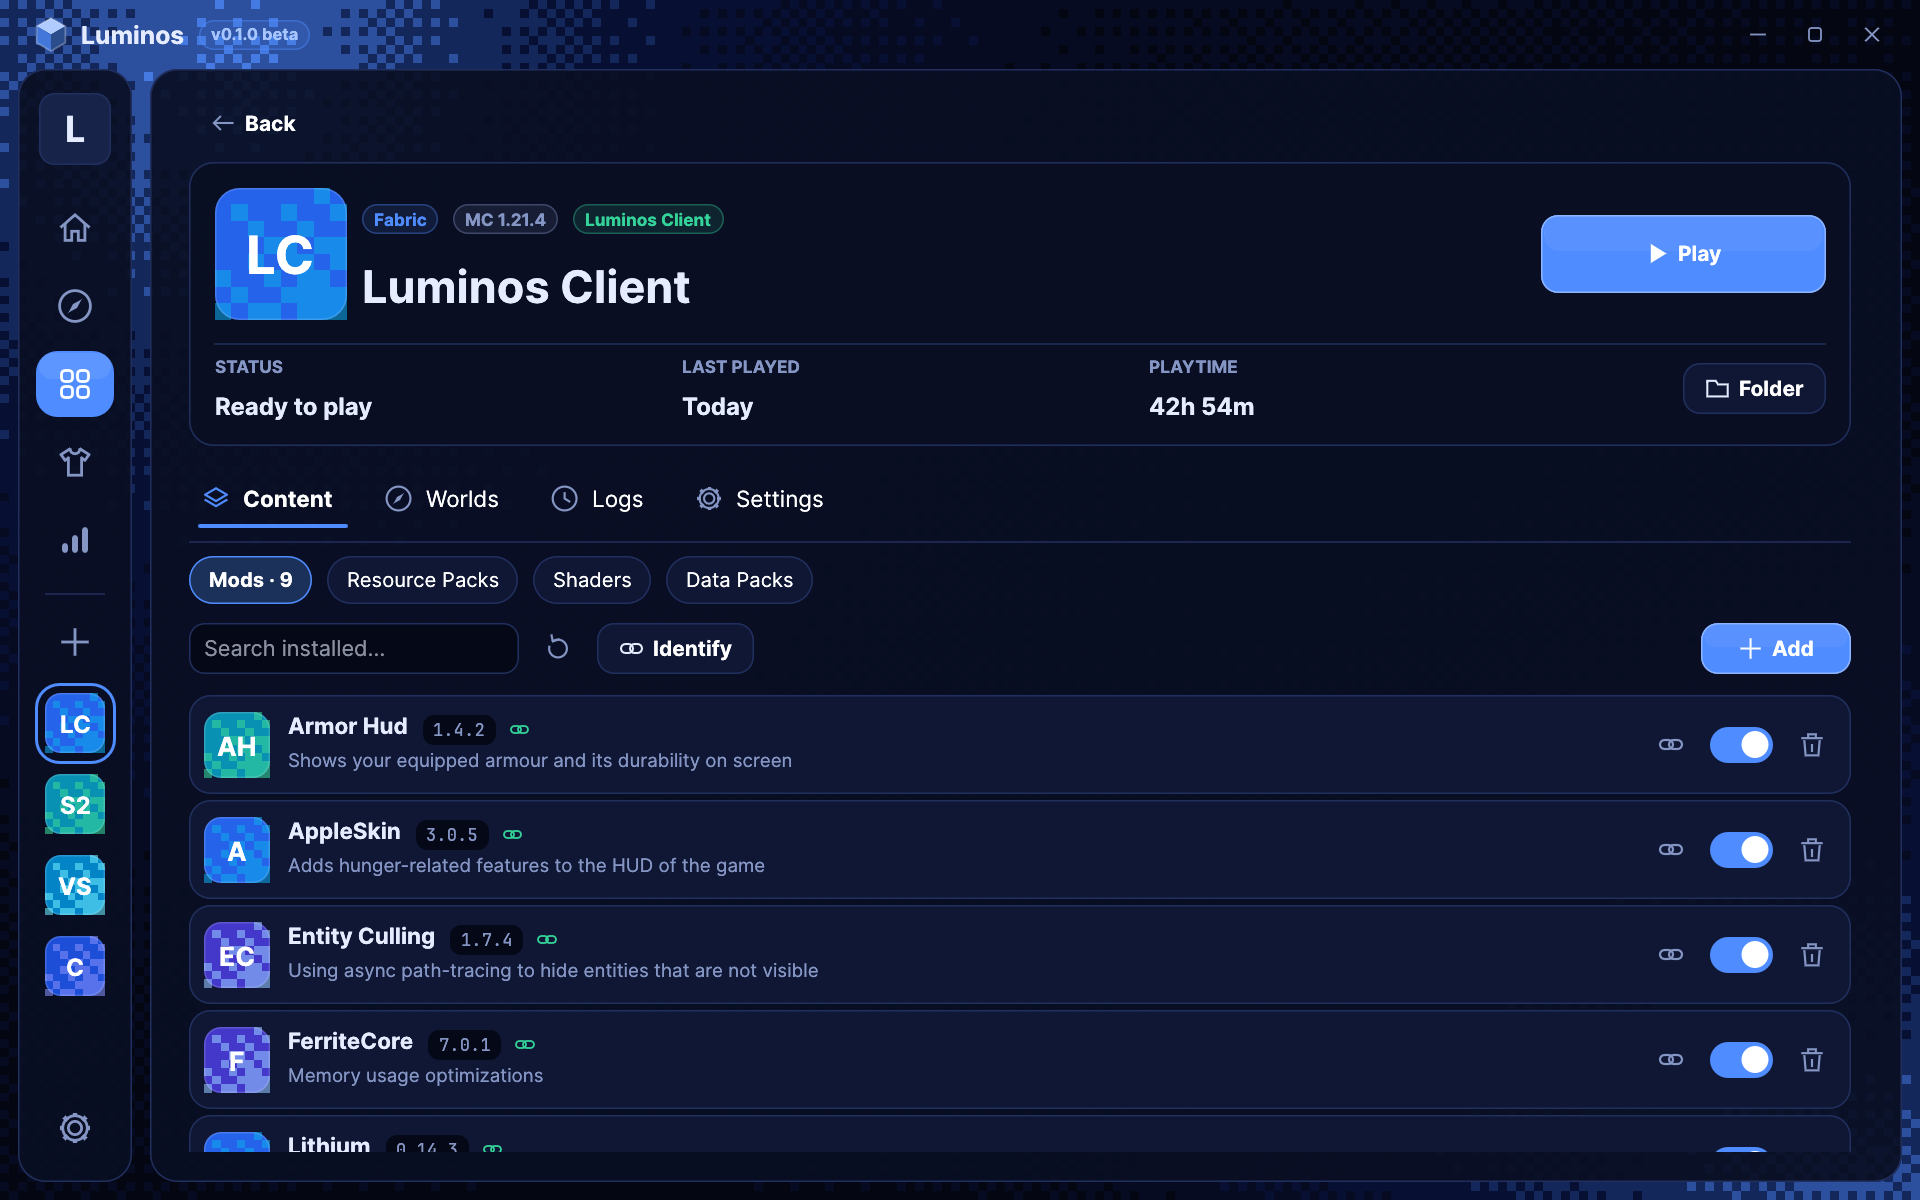 Luminos v0.1.0 beta
L
Back
LC
Fabric MC 1.21.4 Luminos Client
Luminos Client
Play
STATUS LAST PLAYED PLAYTIME
Ready to play Today 42h 54m
Folder
Content Worlds Logs Settings
Mods · 9 Resource Packs Shaders Data Packs
Search installed... Identify Add
LC
S2
VS
C
AH
Armor Hud 1.4.2
Shows your equipped armour and its durability on screen
A
AppleSkin 3.0.5
Adds hunger-related features to the HUD of the game
EC
Entity Culling 1.7.4
Using async path-tracing to hide entities that are not visible
F
FerriteCore 7.0.1
Memory usage optimizations
Lithium 0.14.3